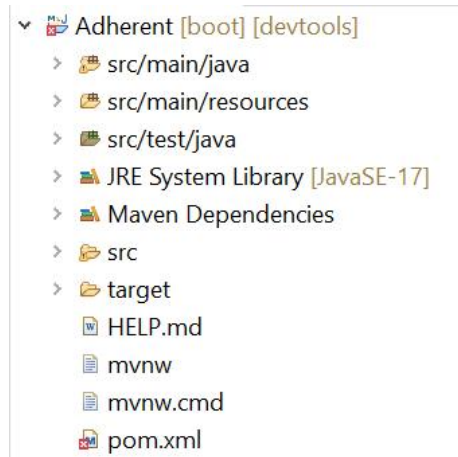 Adherent [boot] [devtools]
src/main/java
src/main/resources
src/test/java
JRE System Library [JavaSE-17]
Maven Dependencies
src
target
HELP.md
mvnw
mvnw.cmd
pom.xml